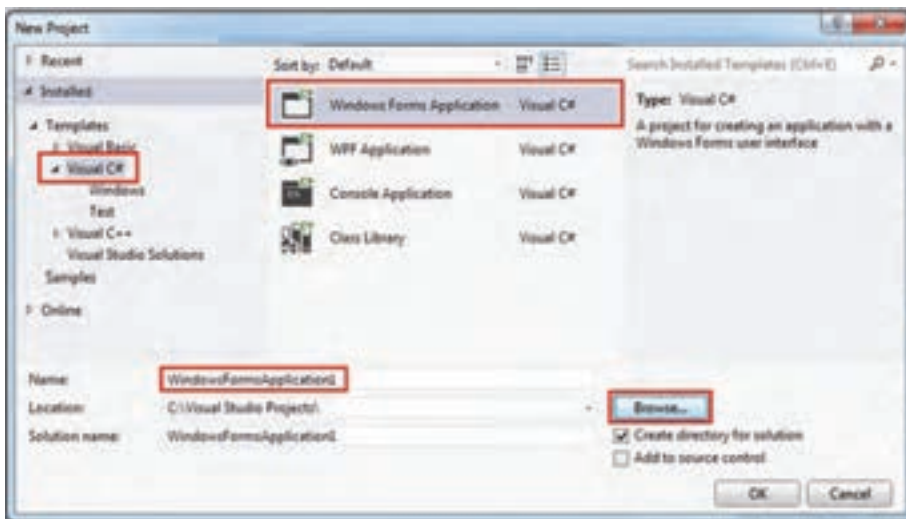 New Project
Recent
Installed
Templates
Visual Basic
Visual C#
Windows
Test
Visual C++
Visual Studio Solutions
Samples
Online
Sort by: Default
Search Installed Templates (Ctrl+E)
Windows Forms Application Visual C#
WPF Application Visual C#
Console Application Visual C#
Class Library Visual C#
Type: Visual C#
A project for creating an application with a
Windows Forms user interface
Name: WindowsFormsApplication1
Location: C:\Visual Studio Projects\
Solution name: WindowsFormsApplication1
Browse...
Create directory for solution
Add to source control
OK Cancel